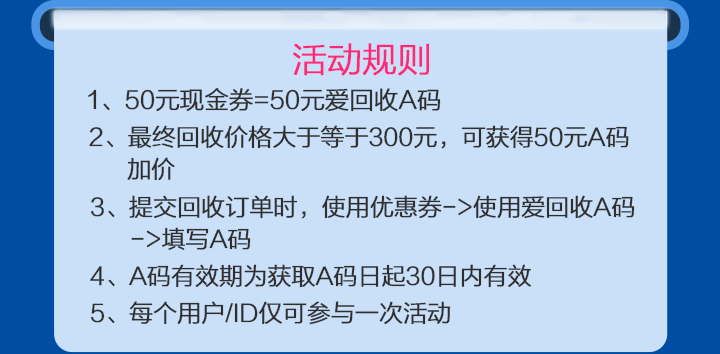 活动规则
1、50元现金券=50元爱回收A码
2、最终回收价格大于等于300元，可获得50元A码
加价
3、提交回收订单时，使用优惠券->使用爱回收A码
->填写A码
4、A码有效期为获取A码日起30日内有效
5、每个用户/ID仅可参与一次活动